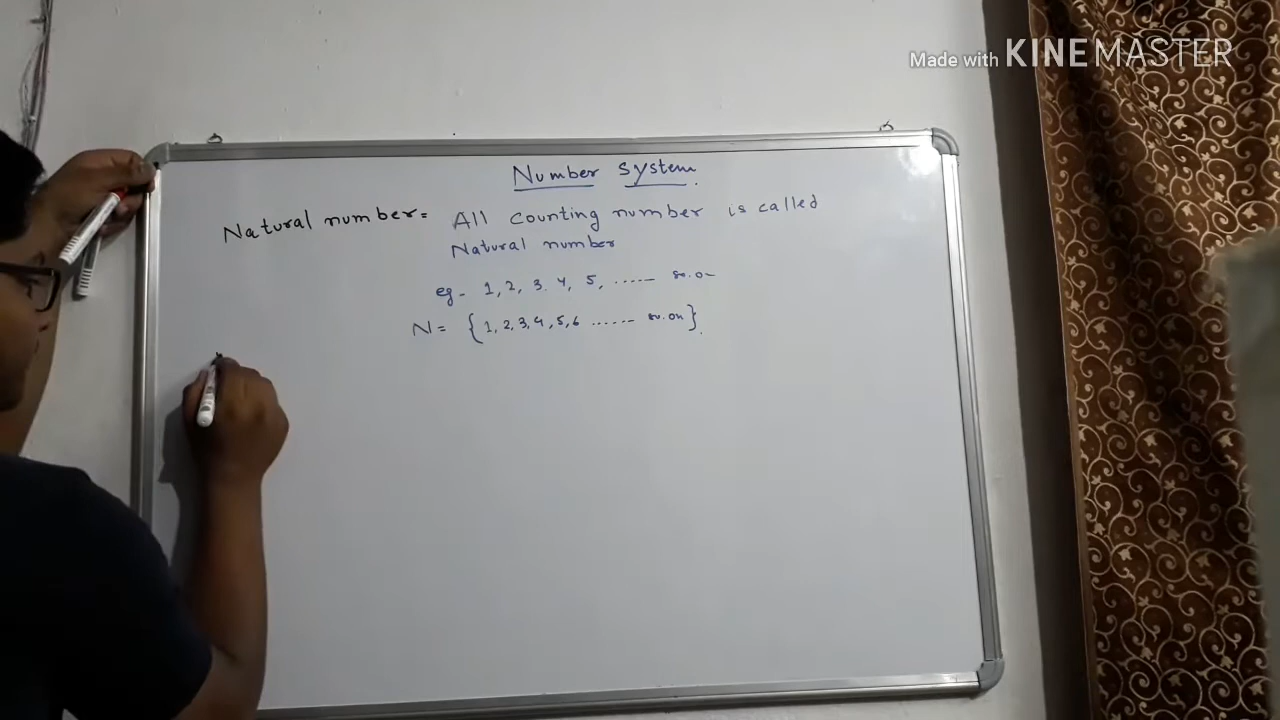 Made with KINEMASTER
Number system.
Natural number = All counting number is called
Natural number
eg - 1, 2, 3. 4, 5, ...... so.on
N = { 1, 2, 3, 4, 5, 6 ....... so.on }.